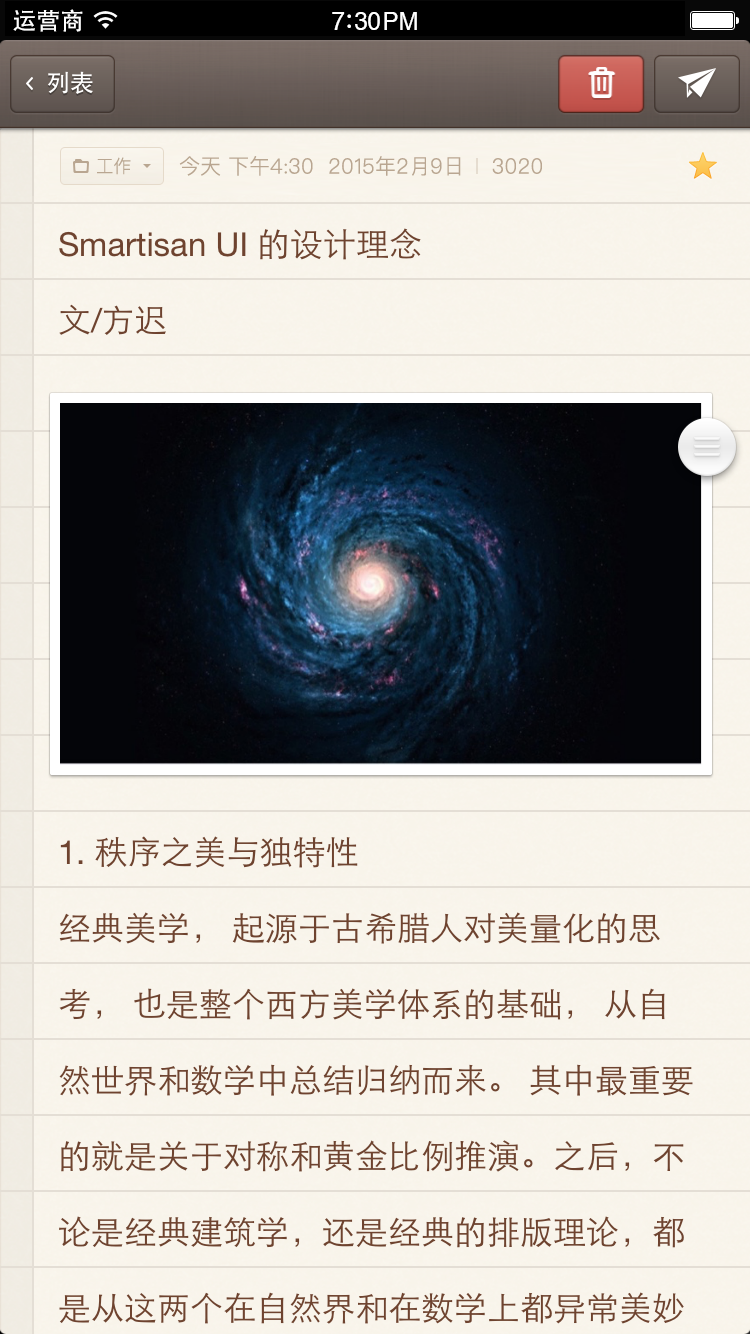 运营商 7:30PM
列表
工作 今天 下午4:30 2015年2月9日 | 3020
Smartisan UI 的设计理念
文/方迟
1. 秩序之美与独特性
经典美学， 起源于古希腊人对美量化的思
考， 也是整个西方美学体系的基础， 从自
然世界和数学中总结归纳而来。 其中最重要
的就是关于对称和黄金比例推演。之后，不
论是经典建筑学，还是经典的排版理论，都
是从这两个在自然界和在数学上都异常美妙